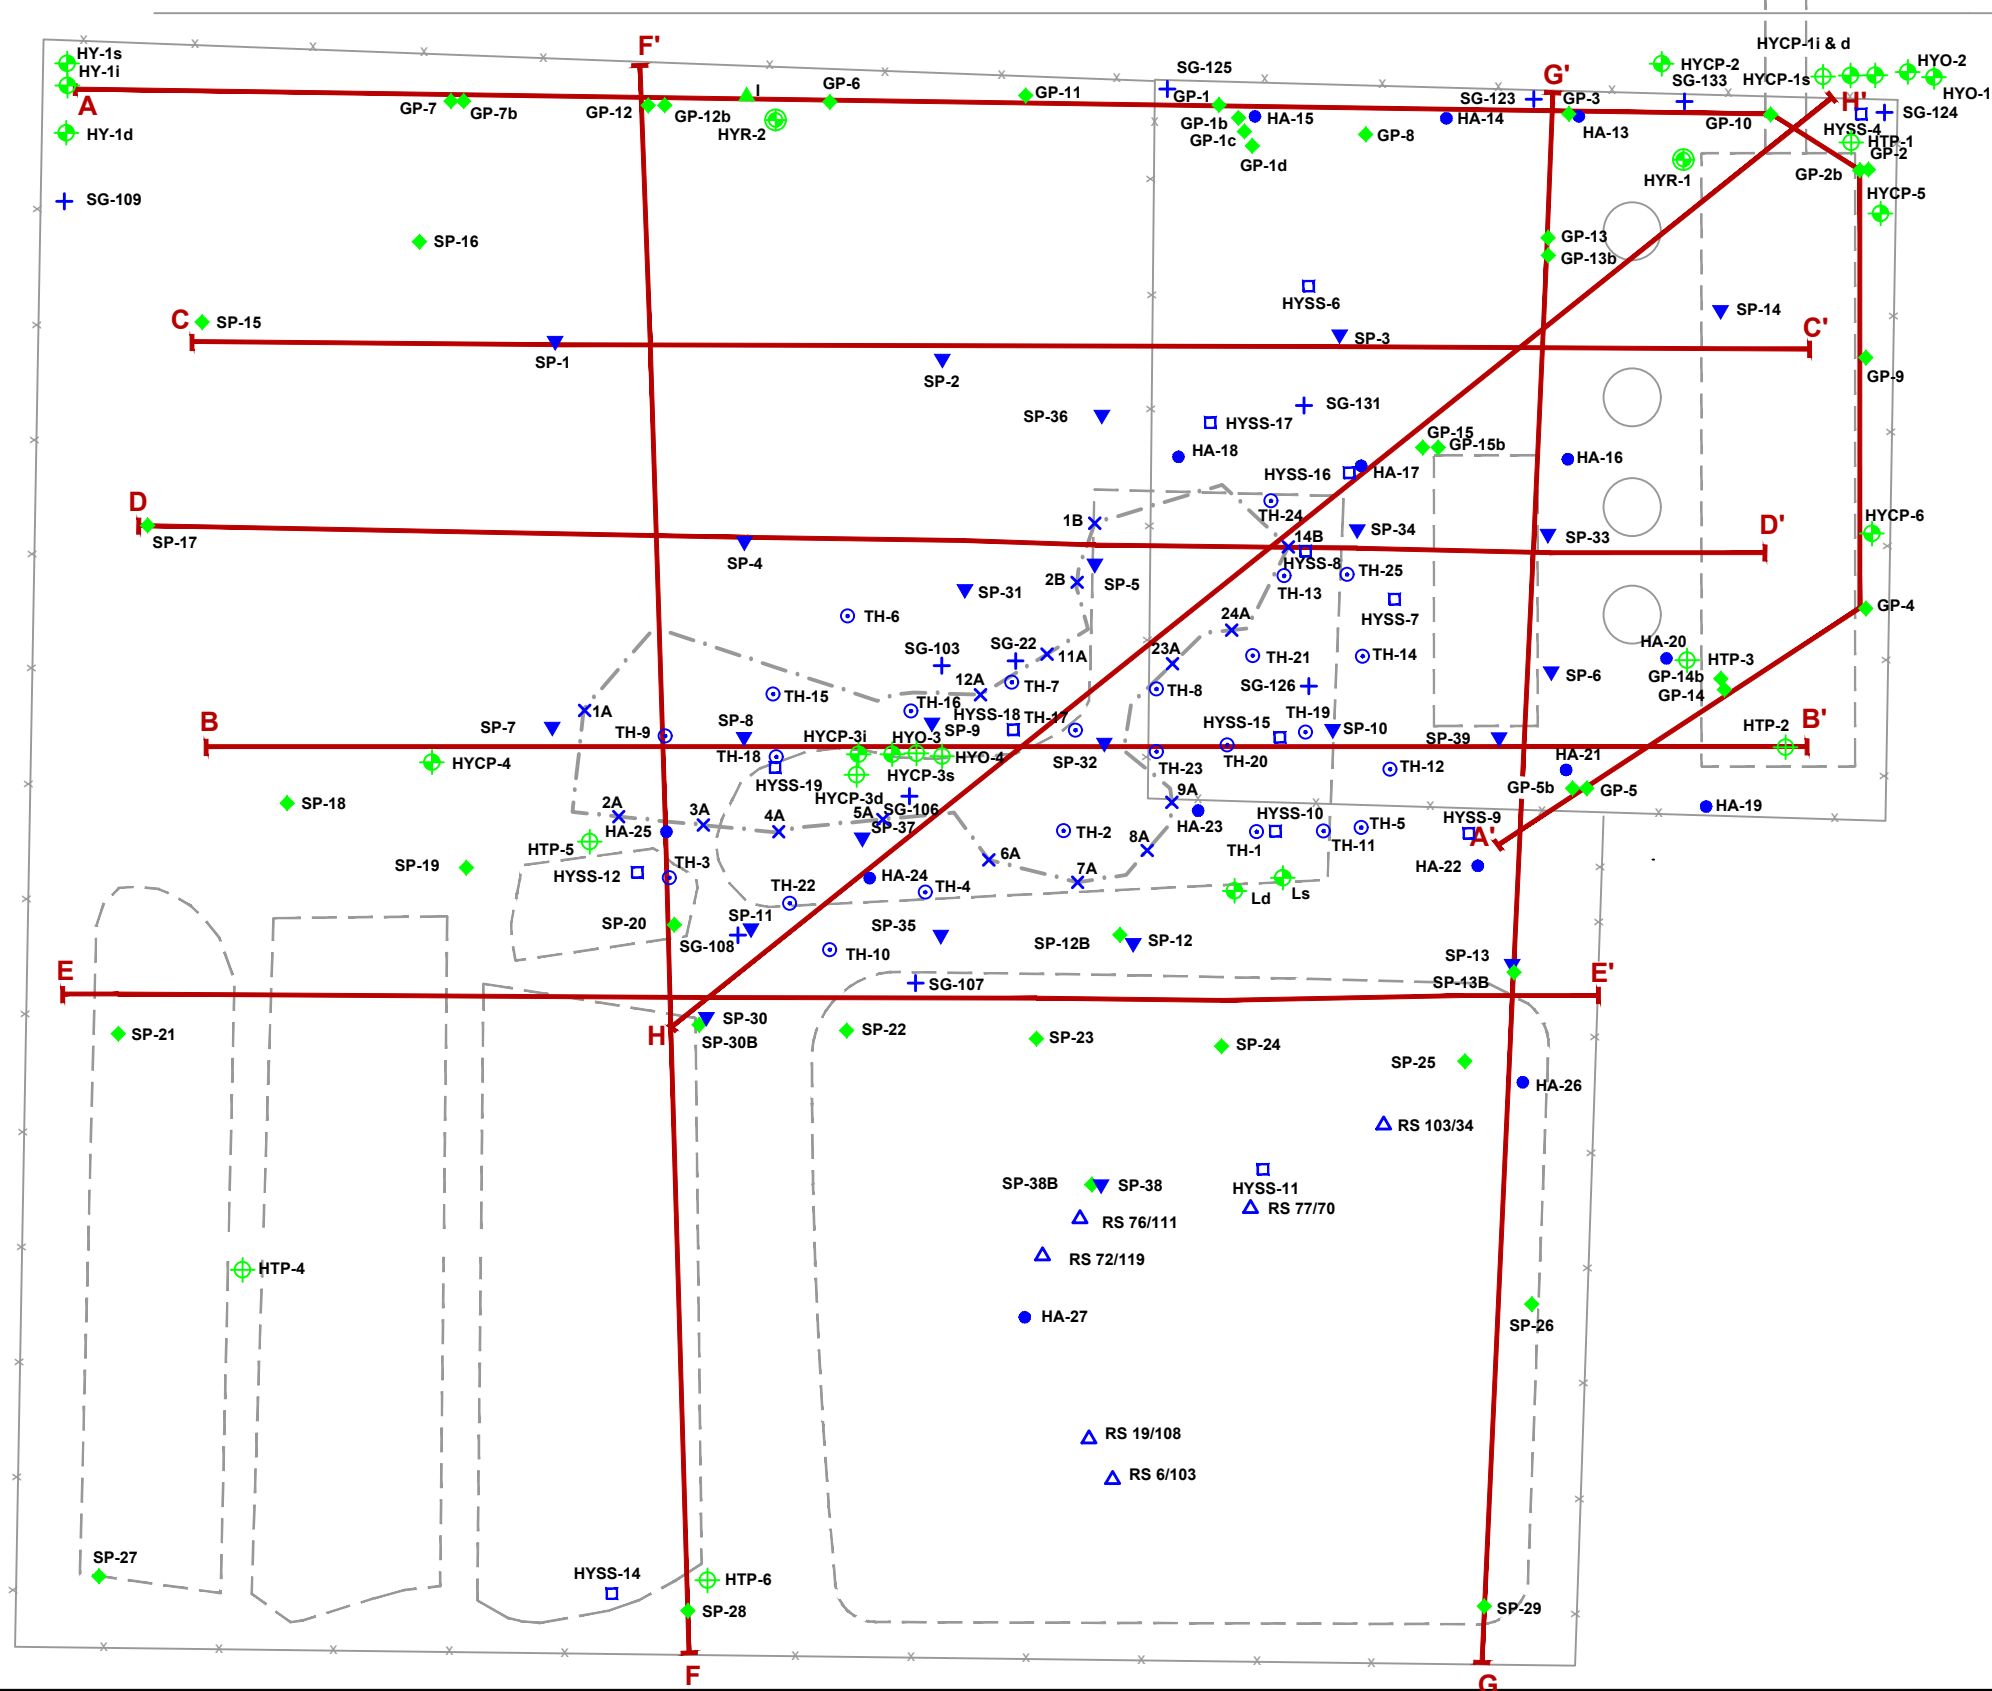 F'
HY-1s
HY-1i
A
HY-1d
GP-7
GP-7b
GP-12
GP-12b
I
HYR-2
GP-6
GP-11
SG-125
GP-1
GP-1b
GP-1c
GP-1d
HA-15
GP-8
HA-14
SG-123
G'
GP-3
HA-13
HYCP-2
SG-133
HYCP-1i & d
HYCP-1s
HYO-2
HYO-1
H'
GP-10
HYSS-4
SG-124
HTP-1
GP-2
GP-2b
HYR-1
HYCP-5
SG-109
SP-16
GP-13
GP-13b
HYSS-6
SP-14
C
SP-15
SP-1
SP-2
SP-3
C'
GP-9
SP-36
SG-131
HYSS-17
HA-18
HYSS-16
HA-17
GP-15
GP-15b
HA-16
D
SP-17
SP-4
1B
TH-24
14B
SP-34
SP-33
D'
HYCP-6
SP-31
2B
SP-5
HYSS-8
TH-13
TH-25
HYSS-7
TH-6
24A
GP-4
SG-103
SG-22
11A
23A
TH-21
TH-14
HA-20
HTP-3
GP-14b
GP-14
SP-6
12A
TH-7
TH-8
SG-126
TH-15
TH-16
1A
B
SP-7
TH-9
SP-8
SP-9
HYSS-18
TH-17
HYSS-15
TH-19
SP-10
SP-39
HTP-2
B'
HYCP-4
TH-18
HYCP-3i
HYO-3
HYO-4
SP-32
TH-23
TH-20
TH-12
HA-21
HYSS-19
HYCP-3s
HYCP-3d
GP-5b
GP-5
SP-18
2A
3A
4A
5A
SG-106
9A
HA-23
HYSS-10
HYSS-9
HA-19
HTP-5
HA-25
SP-37
TH-2
8A
TH-1
TH-11
TH-5
A'
SP-19
HYSS-12
TH-3
HA-24
6A
7A
HA-22
TH-22
TH-4
Ld
Ls
SP-20
SG-108
SP-11
SP-35
SP-12B
SP-12
TH-10
SP-13
SP-13B
E
SG-107
E'
SP-21
H
SP-30
SP-30B
SP-22
SP-23
SP-24
SP-25
HA-26
RS 103/34
SP-38B
SP-38
HYSS-11
RS 77/70
RS 76/111
RS 72/119
HTP-4
HA-27
SP-26
RS 19/108
RS 6/103
SP-27
HYSS-14
HTP-6
SP-28
SP-29
F
G